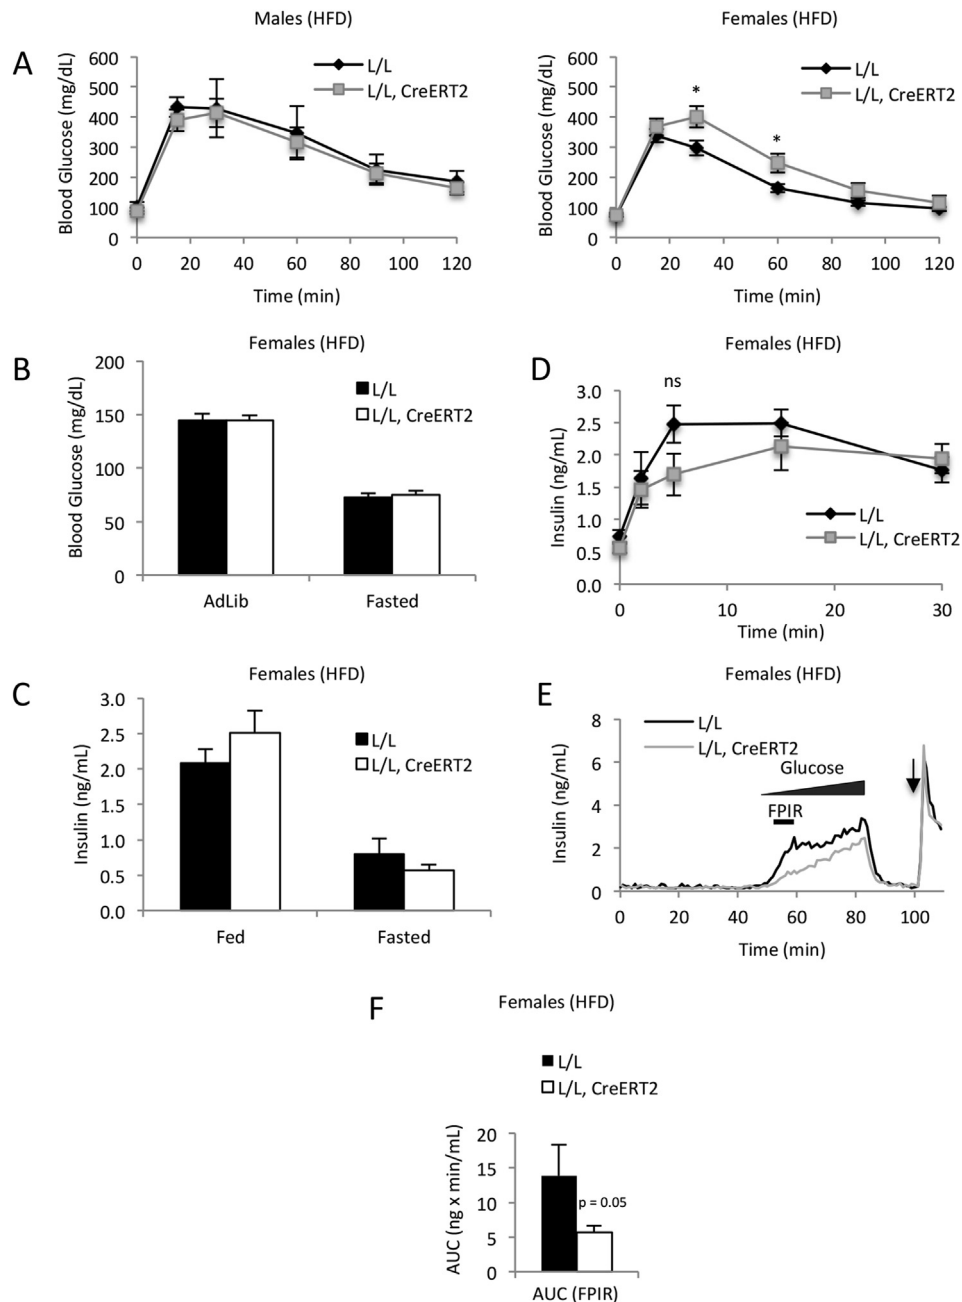 Males (HFD)
Females (HFD)
A
Blood Glucose (mg/dL)
600
500
400
300
200
100
0
L/L
L/L, CreERT2
0 20 40 60 80 100 120
Time (min)
Blood Glucose (mg/dL)
600
500
400
300
200
100
0
L/L
L/L, CreERT2
*
*
0 20 40 60 80 100 120
Time (min)
B
Females (HFD)
Blood Glucose (mg/dL)
200
150
100
50
0
L/L
L/L, CreERT2
AdLib Fasted
D
Females (HFD)
Insulin (ng/mL)
3.0
2.5
2.0
1.5
1.0
0.5
0.0
ns
L/L
L/L, CreERT2
0 10 20 30
Time (min)
C
Females (HFD)
Insulin (ng/mL)
3.0
2.5
2.0
1.5
1.0
0.5
0.0
L/L
L/L, CreERT2
Fed Fasted
E
Females (HFD)
Insulin (ng/mL)
8
6
4
2
0
L/L
L/L, CreERT2
Glucose
FPIR
0 20 40 60 80 100
Time (min)
F
Females (HFD)
L/L
L/L, CreERT2
AUC (ng x min/mL)
20
15
10
5
0
p = 0.05
AUC (FPIR)